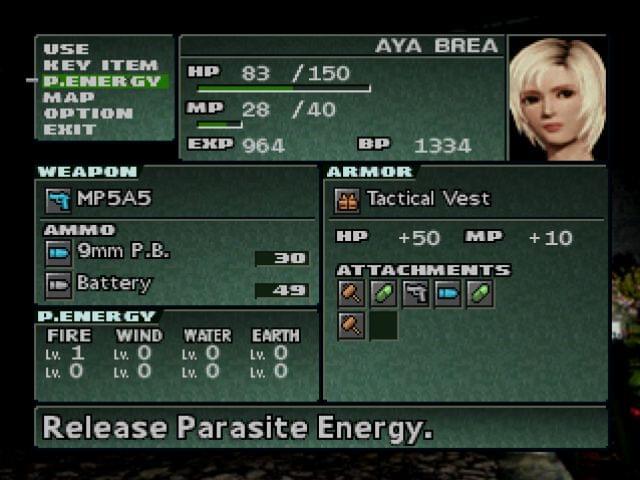 USE
KEY ITEM
P.ENERGY
MAP
OPTION
EXIT
AYA BREA
HP 83 /150
MP 28 /40
EXP 964 BP 1334
WEAPON
MP5A5
AMMO
9mm P.B. 30
Battery 49
P.ENERGY
FIRE WIND WATER EARTH
Lv. 1 Lv. 0 Lv. 0 Lv. 0
Lv. 0 Lv. 0 Lv. 0 Lv. 0
ARMOR
Tactical Vest
HP +50 MP +10
ATTACHMENTS
Release Parasite Energy.